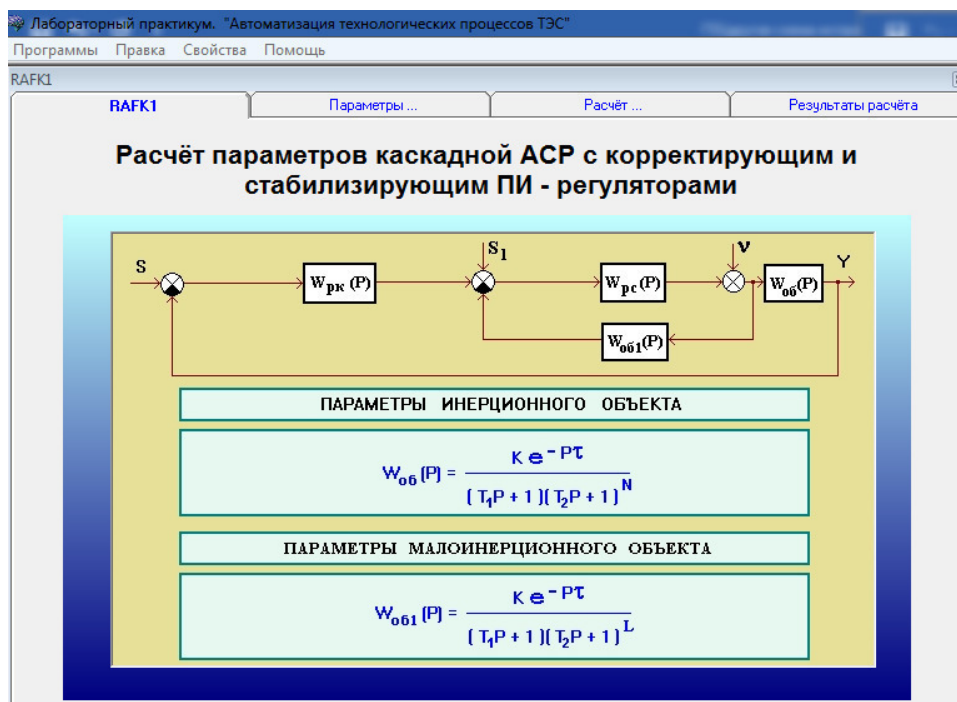 Лабораторный практикум. "Автоматизация технологических процессов ТЭС"
Программы Правка Свойства Помощь
RAFK1
RAFK1 Параметры ... Расчёт ... Результаты расчёта
Расчёт параметров каскадной АСР с корректирующим и
стабилизирующим ПИ - регуляторами
S Wрк (P) S1 Wрс (P) ν Wоб(P) Y
Wоб1(P)
ПАРАМЕТРЫ ИНЕРЦИОННОГО ОБЪЕКТА
Wоб (P) = K e - Pτ / ( T1P + 1 )( T2P + 1 )N
ПАРАМЕТРЫ МАЛОИНЕРЦИОННОГО ОБЪЕКТА
Wоб1 (P) = K e - Pτ / ( T1P + 1 )( T2P + 1 )L